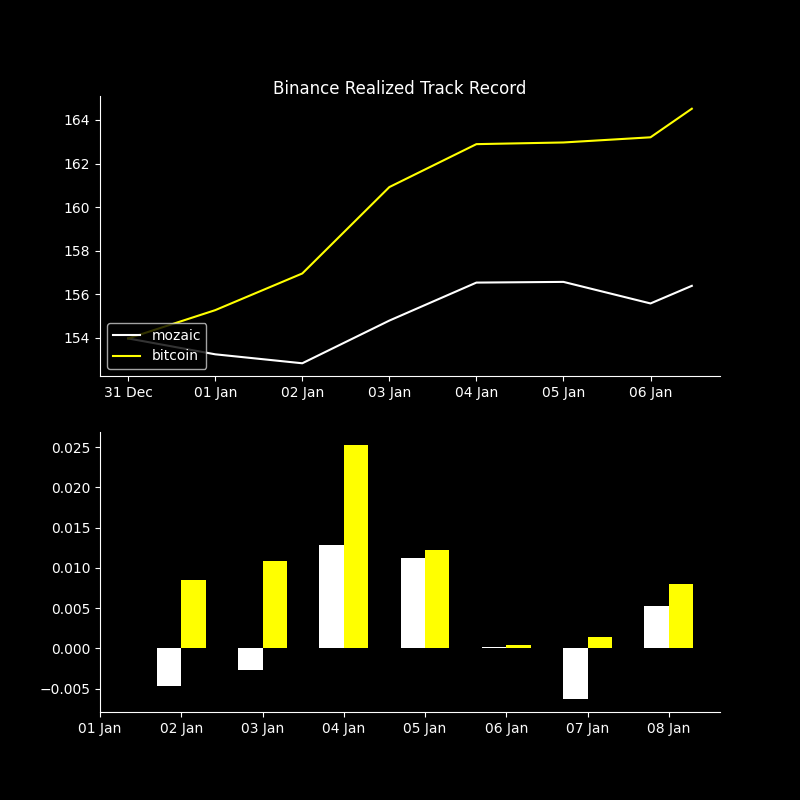 Binance Realized Track Record
164
162
160
158
156
154
mozaic
bitcoin
31 Dec 01 Jan 02 Jan 03 Jan 04 Jan 05 Jan 06 Jan
0.025
0.020
0.015
0.010
0.005
0.000
−0.005
01 Jan 02 Jan 03 Jan 04 Jan 05 Jan 06 Jan 07 Jan 08 Jan